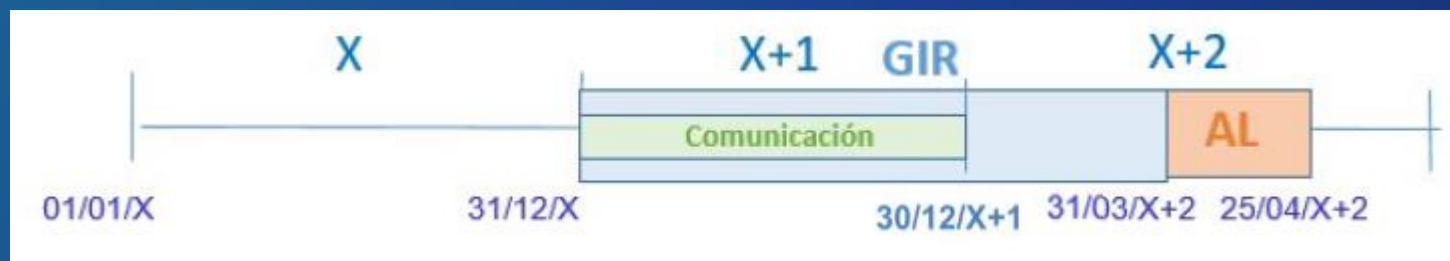 X X+1 GIR X+2
Comunicación AL
01/01/X 31/12/X 30/12/X+1 31/03/X+2 25/04/X+2